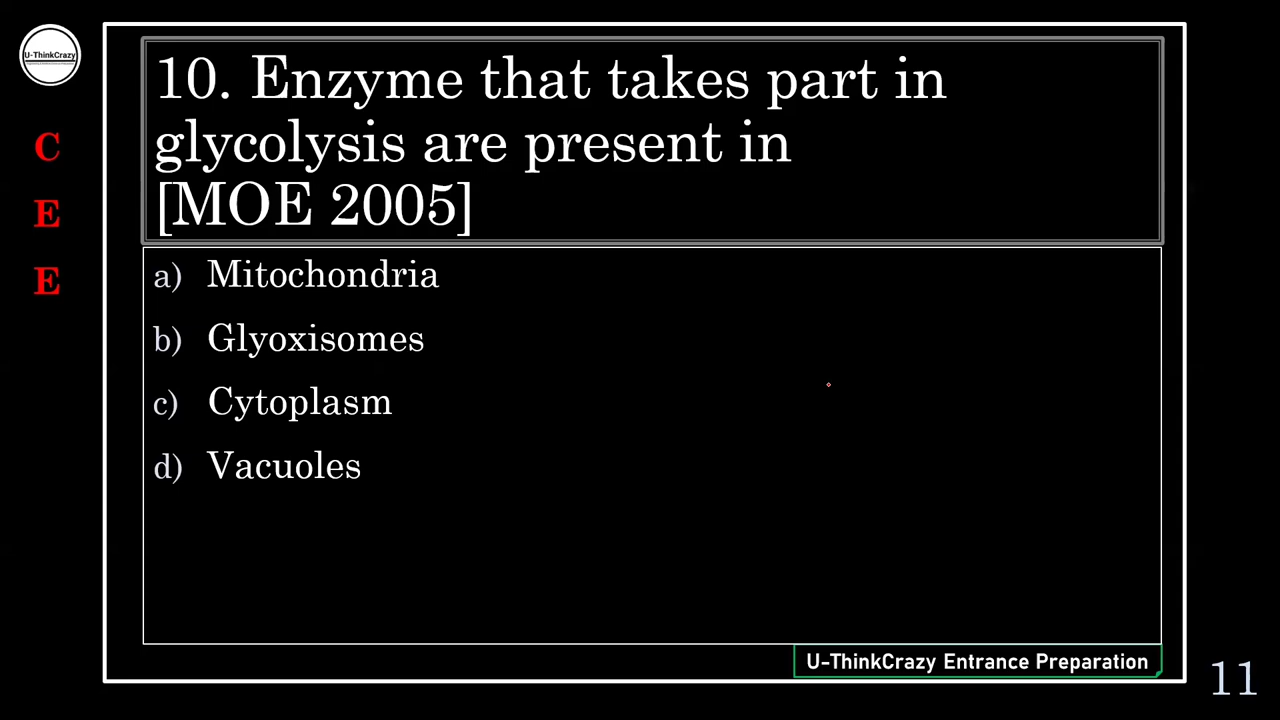 U-ThinkCrazy
C
E
E
10. Enzyme that takes part in
glycolysis are present in
[MOE 2005]
a) Mitochondria
b) Glyoxisomes
c) Cytoplasm
d) Vacuoles
U-ThinkCrazy Entrance Preparation
11